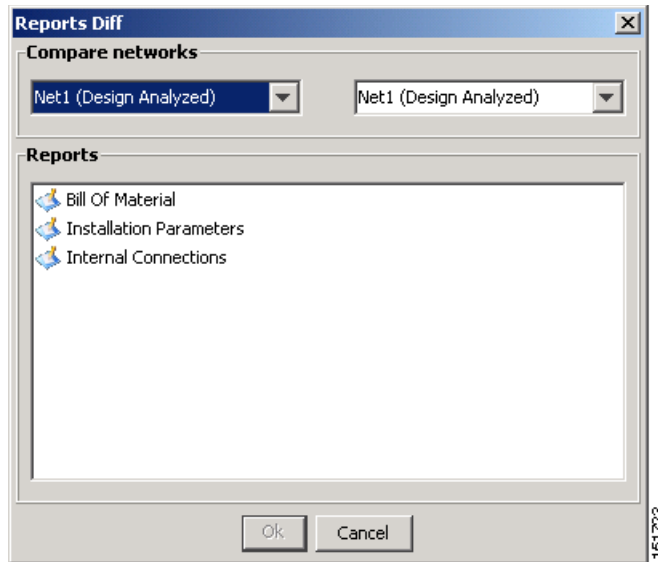 Reports Diff
Compare networks
Net1 (Design Analyzed) Net1 (Design Analyzed)
Reports
Bill Of Material
Installation Parameters
Internal Connections
Ok Cancel